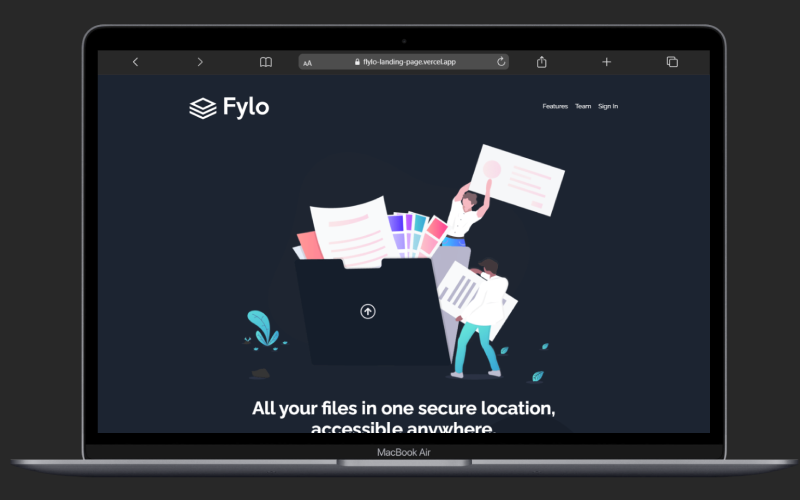 AA
flylo-landing-page.vercel.app
Fylo
Features Team Sign In
All your files in one secure location,
accessible anywhere.
MacBook Air